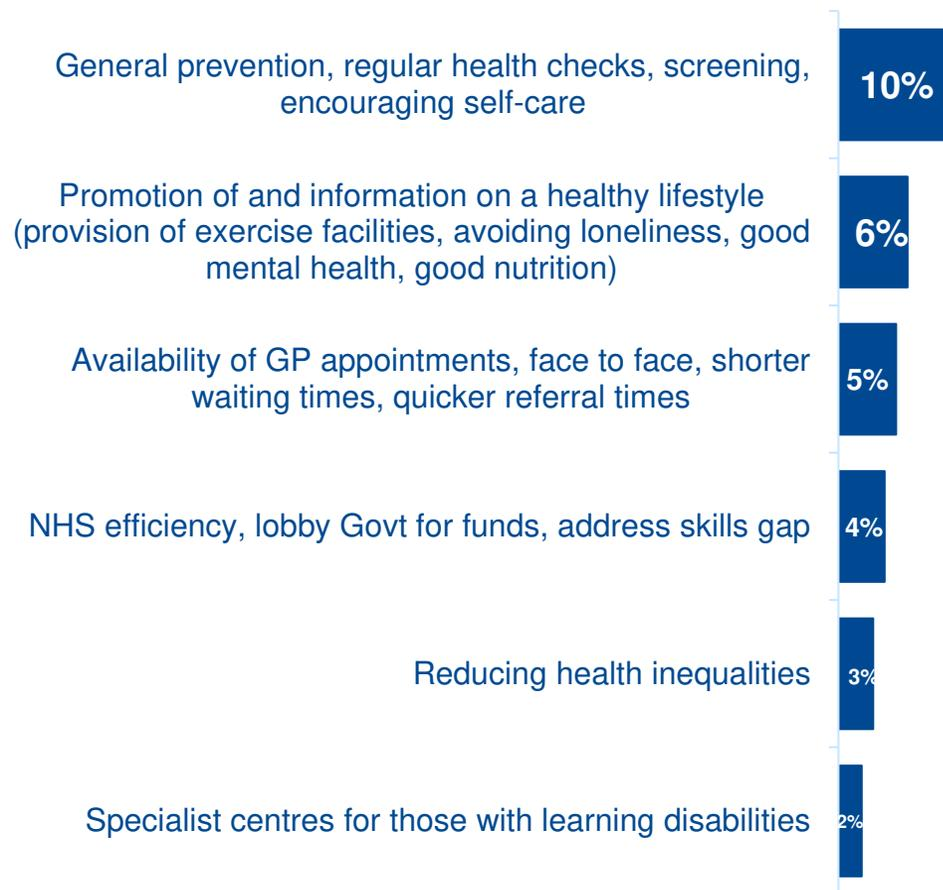 General prevention, regular health checks, screening,
encouraging self-care
10%
Promotion of and information on a healthy lifestyle
(provision of exercise facilities, avoiding loneliness, good
mental health, good nutrition)
6%
Availability of GP appointments, face to face, shorter
waiting times, quicker referral times
5%
NHS efficiency, lobby Govt for funds, address skills gap
4%
Reducing health inequalities
3%
Specialist centres for those with learning disabilities
2%